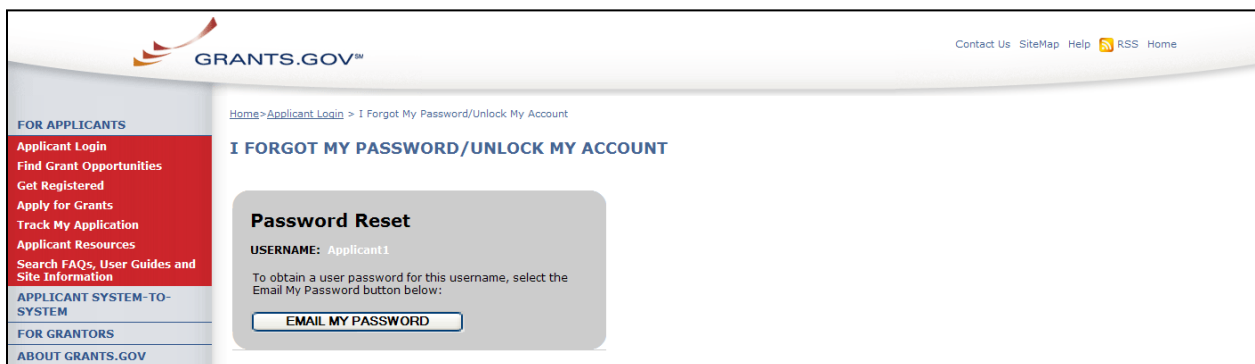 GRANTS.GOV℠
Contact Us SiteMap Help RSS Home
FOR APPLICANTS
Applicant Login
Find Grant Opportunities
Get Registered
Apply for Grants
Track My Application
Applicant Resources
Search FAQs, User Guides and
Site Information
APPLICANT SYSTEM-TO-
SYSTEM
FOR GRANTORS
ABOUT GRANTS.GOV
Home>Applicant Login > I Forgot My Password/Unlock My Account
I FORGOT MY PASSWORD/UNLOCK MY ACCOUNT
Password Reset
USERNAME: Applicant1
To obtain a user password for this username, select the
Email My Password button below:
EMAIL MY PASSWORD